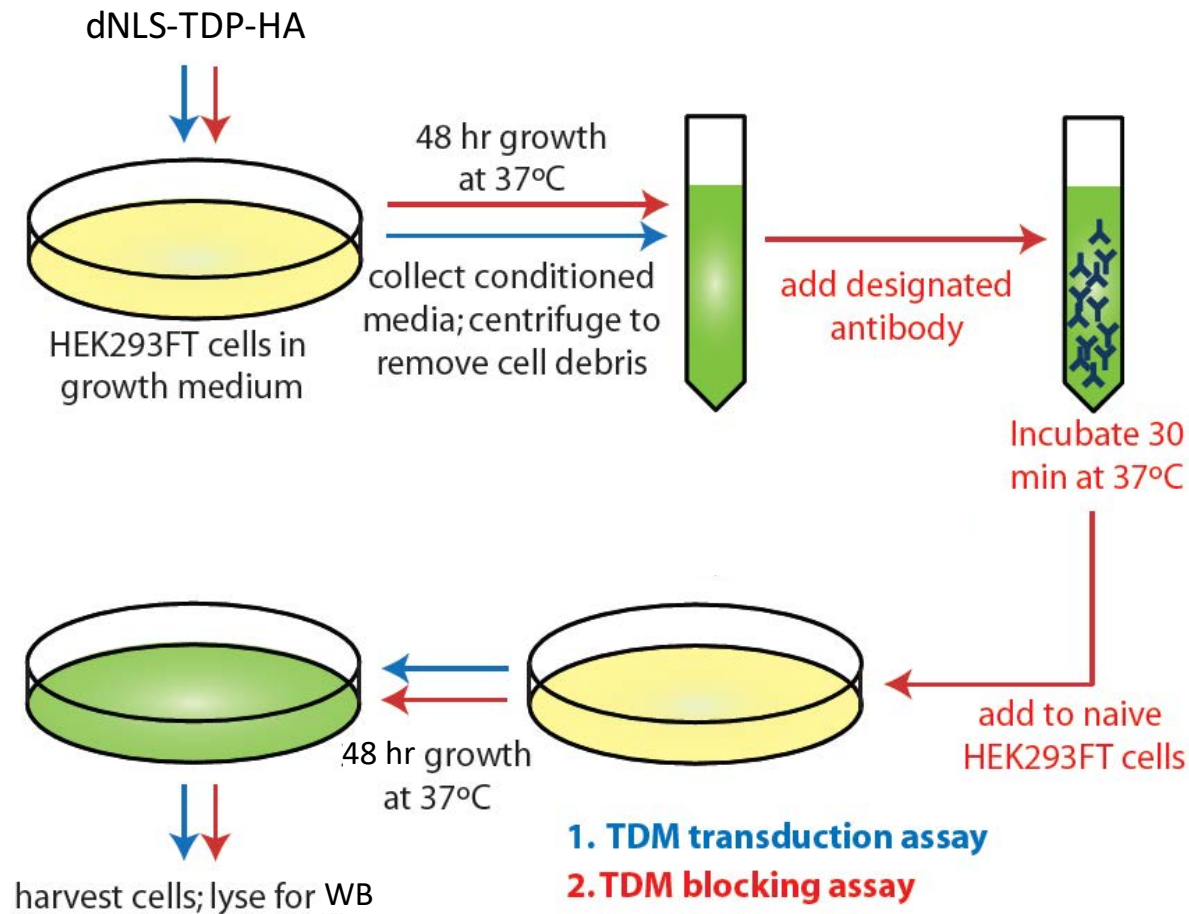 dNLS-TDP-HA
48 hr growth
at 37ºC
collect conditioned
media; centrifuge to
remove cell debris
HEK293FT cells in
growth medium
add designated
antibody
Incubate 30
min at 37ºC
add to naive
HEK293FT cells
48 hr growth
at 37ºC
harvest cells; lyse for WB
1. TDM transduction assay
2. TDM blocking assay